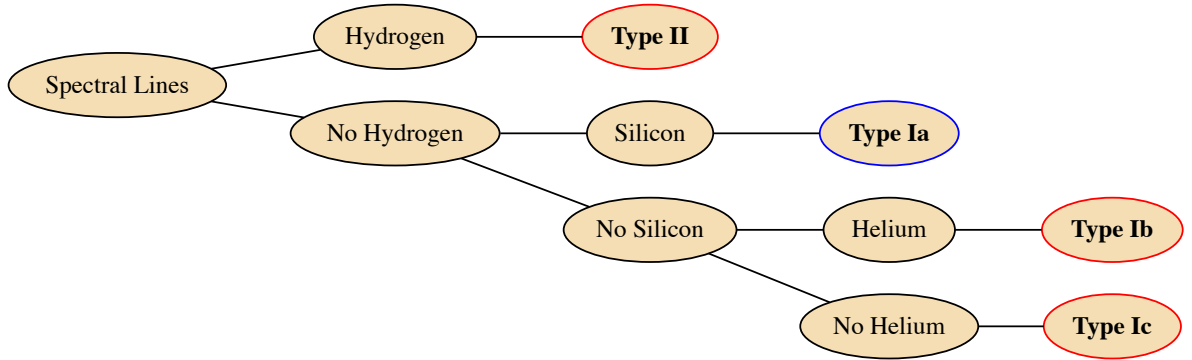 Hydrogen
Type II
Spectral Lines
No Hydrogen
Silicon
Type Ia
No Silicon
Helium
Type Ib
No Helium
Type Ic